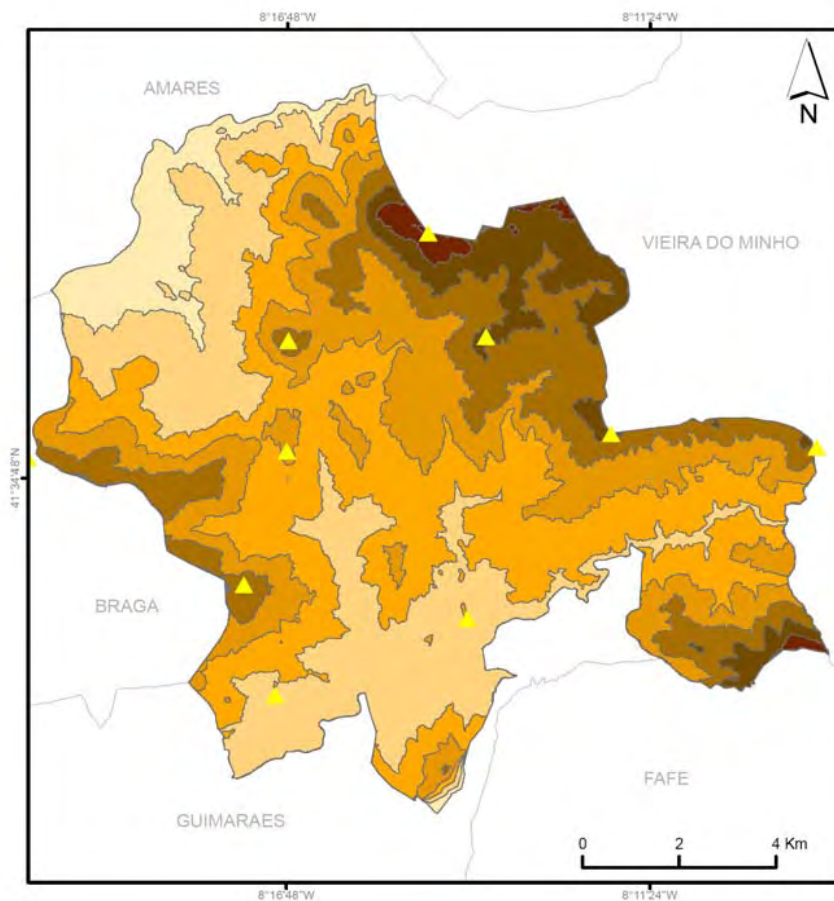 8°16'48"W
8°11'24"W
AMARES
N
VIEIRA DO MINHO
41°34'48"N
BRAGA
FAFE
GUIMARAES
0 2 4 Km
8°16'48"W
8°11'24"W